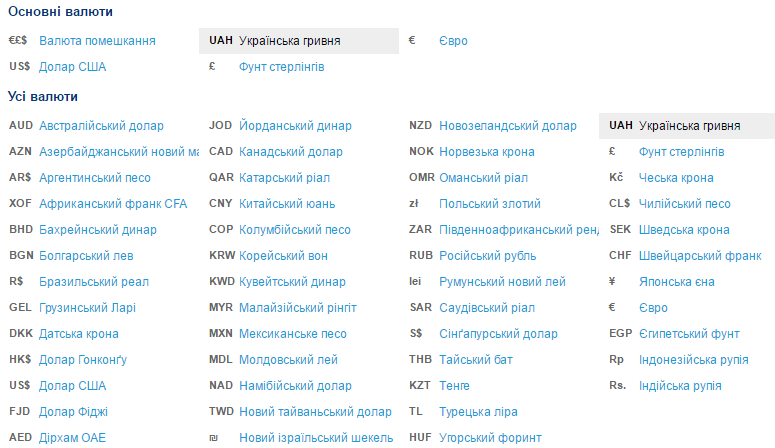 Основні валюти
€£$ Валюта помешкання
UAH Українська гривня
€ Євро
US$ Долар США
£ Фунт стерлінгів
Усі валюти
AUD Австралійський долар
AZN Азербайджанський новий ма
AR$ Аргентинський песо
XOF Африканський франк CFA
BHD Бахрейнський динар
BGN Болгарський лев
R$ Бразильський реал
GEL Грузинський Ларі
DKK Датська крона
HK$ Долар Гонконґу
US$ Долар США
FJD Долар Фіджі
AED Дірхам ОАЕ
JOD Йорданський динар
CAD Канадський долар
QAR Катарський ріал
CNY Китайський юань
COP Колумбійський песо
KRW Корейський вон
KWD Кувейтський динар
MYR Малайзійський рінгіт
MXN Мексиканське песо
MDL Молдовський лей
NAD Намібійський долар
TWD Новий тайванський долар
₪ Новий ізраїльський шекель
NZD Новозеландський долар
NOK Норвезька крона
OMR Оманський ріал
zł Польський злотий
ZAR Південноафриканський ренд
RUB Російський рубль
lei Румунський новий лей
SAR Саудівський ріал
S$ Сінґапурський долар
THB Тайський бат
KZT Тенге
TL Турецька ліра
HUF Угорський форинт
UAH Українська гривня
£ Фунт стерлінгів
Kč Чеська крона
CL$ Чилійський песо
SEK Шведська крона
CHF Швейцарський франк
¥ Японська єна
€ Євро
EGP Єгипетський фунт
Rp Індонезійська рупія
Rs. Індійська рупія